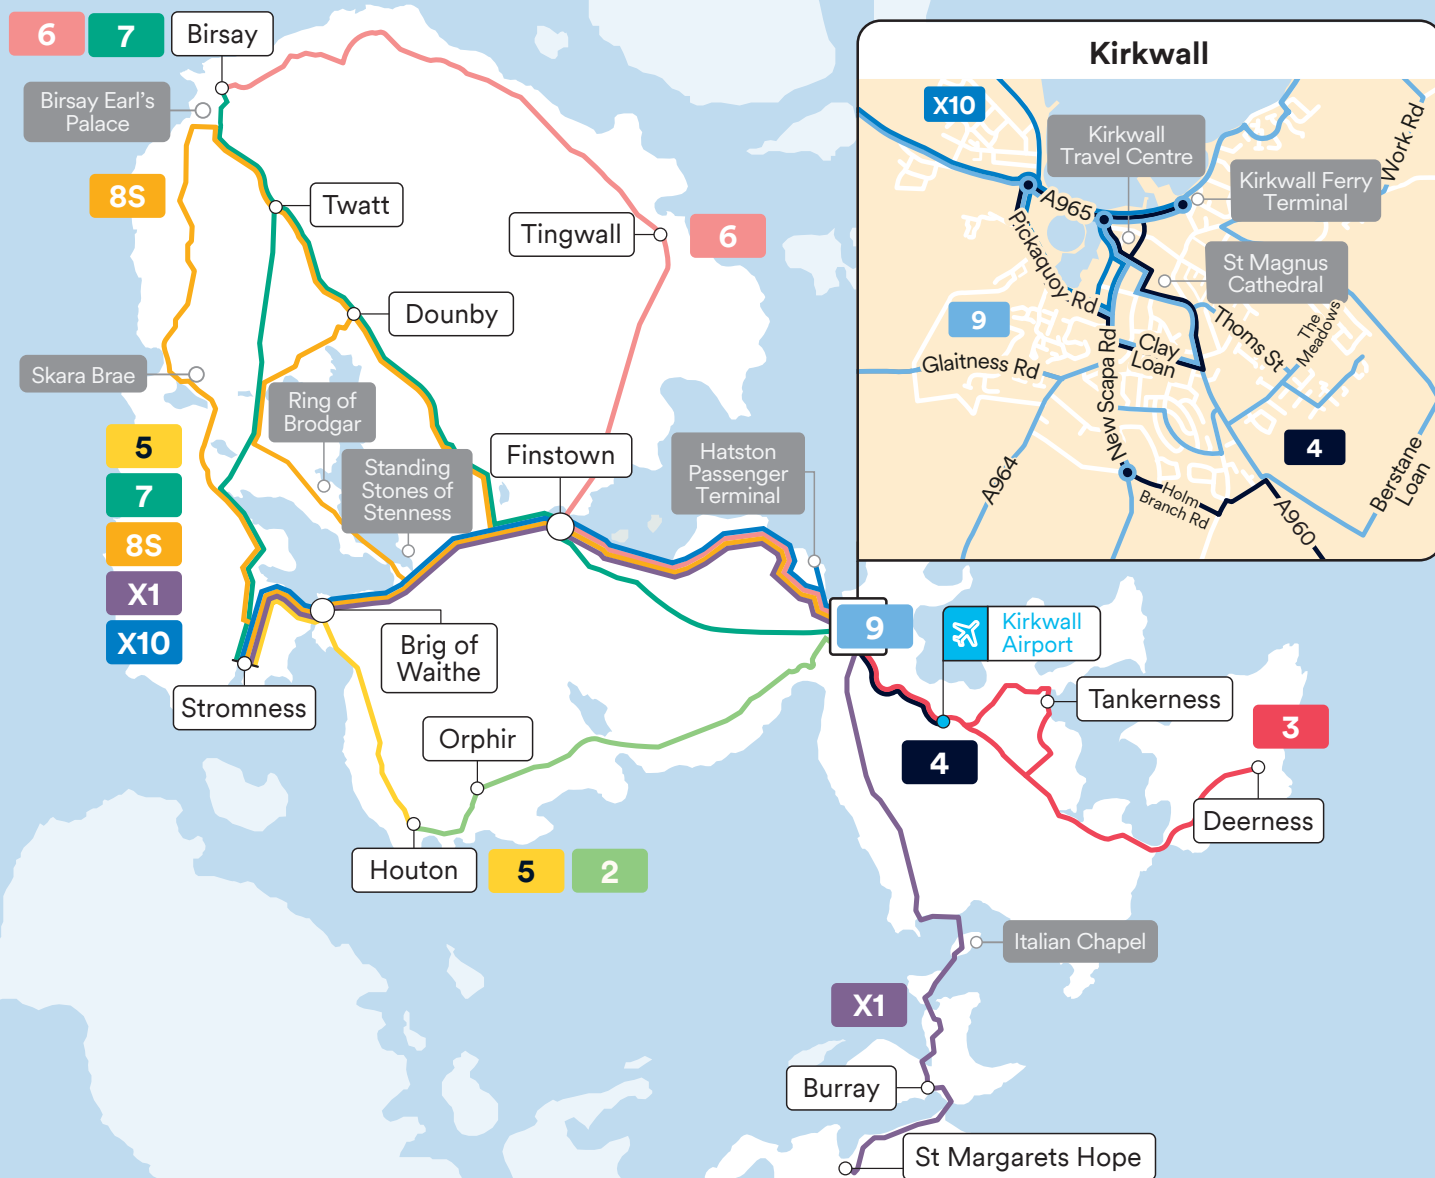 6
7
Birsay
Birsay Earl's
Palace
8S
Twatt
Tingwall
6
Dounby
Skara Brae
Ring of
Brodgar
5
7
8S
X1
X10
Standing
Stones of
Stenness
Finstown
Hatston
Passenger
Terminal
Brig of
Waithe
Stromness
Orphir
Houton
5
2
Kirkwall
X10
Kirkwall
Travel Centre
Kirkwall Ferry
Terminal
Work Rd
A965
Pickaquoy Rd
St Magnus
Cathedral
9
Glaitness Rd
New Scapa Rd
Clay
Loan
Thoms St
The
Meadows
A964
4
Holm
Branch Rd
A960
Berstane
Loan
9
Kirkwall
Airport
Tankerness
3
4
Deerness
Italian Chapel
X1
Burray
St Margarets Hope